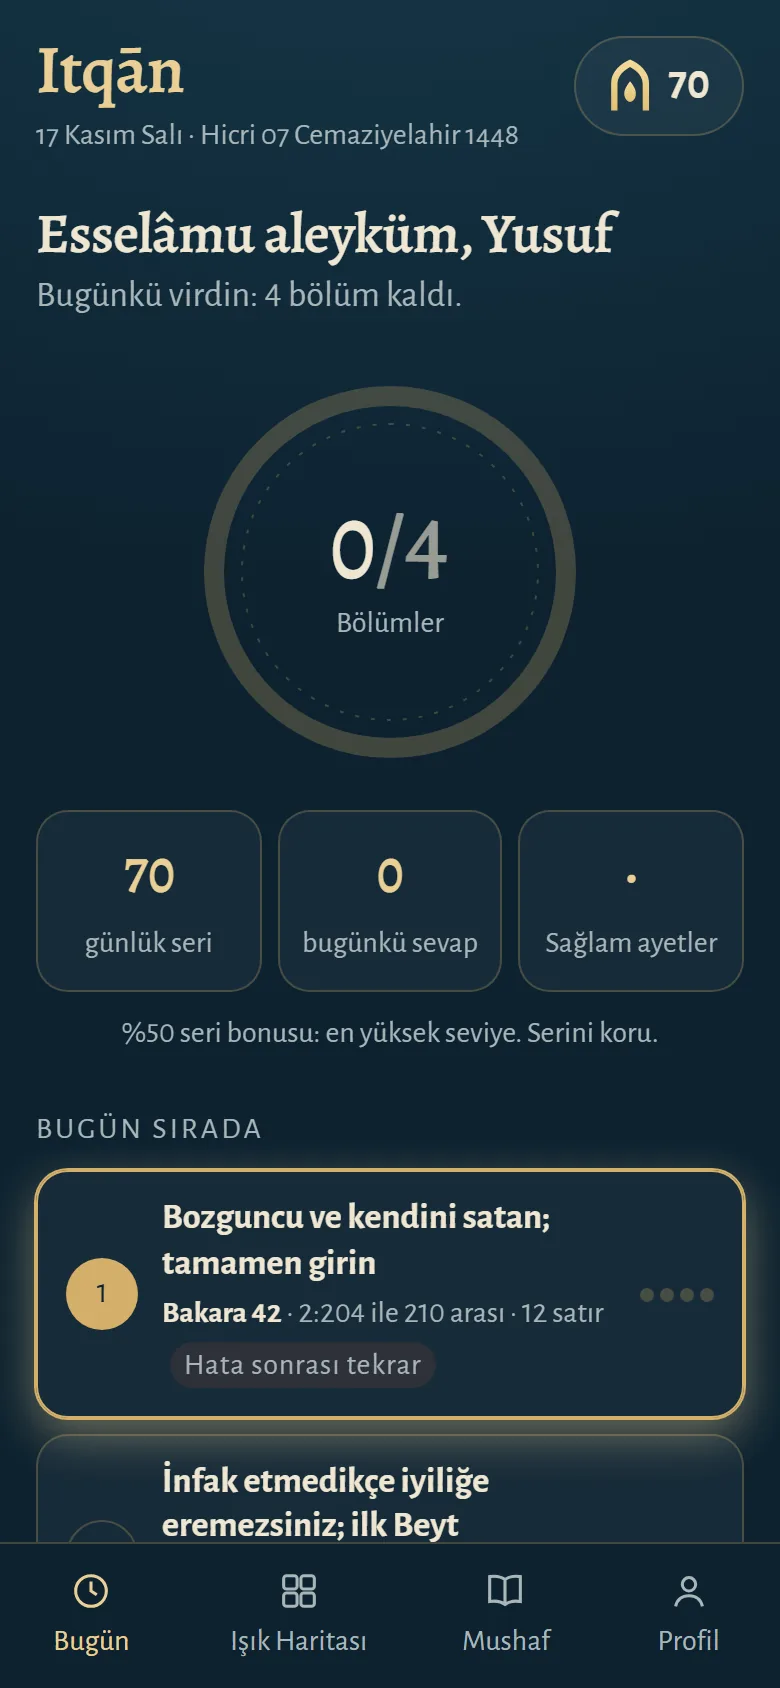 Itqān
70
17 Kasım Salı · Hicri 07 Cemaziyelahir 1448
Esselâmu aleyküm, Yusuf
Bugünkü virdin: 4 bölüm kaldı.
0/4
Bölümler
70
günlük seri
0
bugünkü sevap
·
Sağlam ayetler
%50 seri bonusu: en yüksek seviye. Serini koru.
BUGÜN SIRADA
1
Bozguncu ve kendini satan;
tamamen girin
Bakara 42 · 2:204 ile 210 arası · 12 satır
Hata sonrası tekrar
İnfak etmedikçe iyiliğe
eremezsiniz; ilk Beyt
Bugün
Işık Haritası
Mushaf
Profil